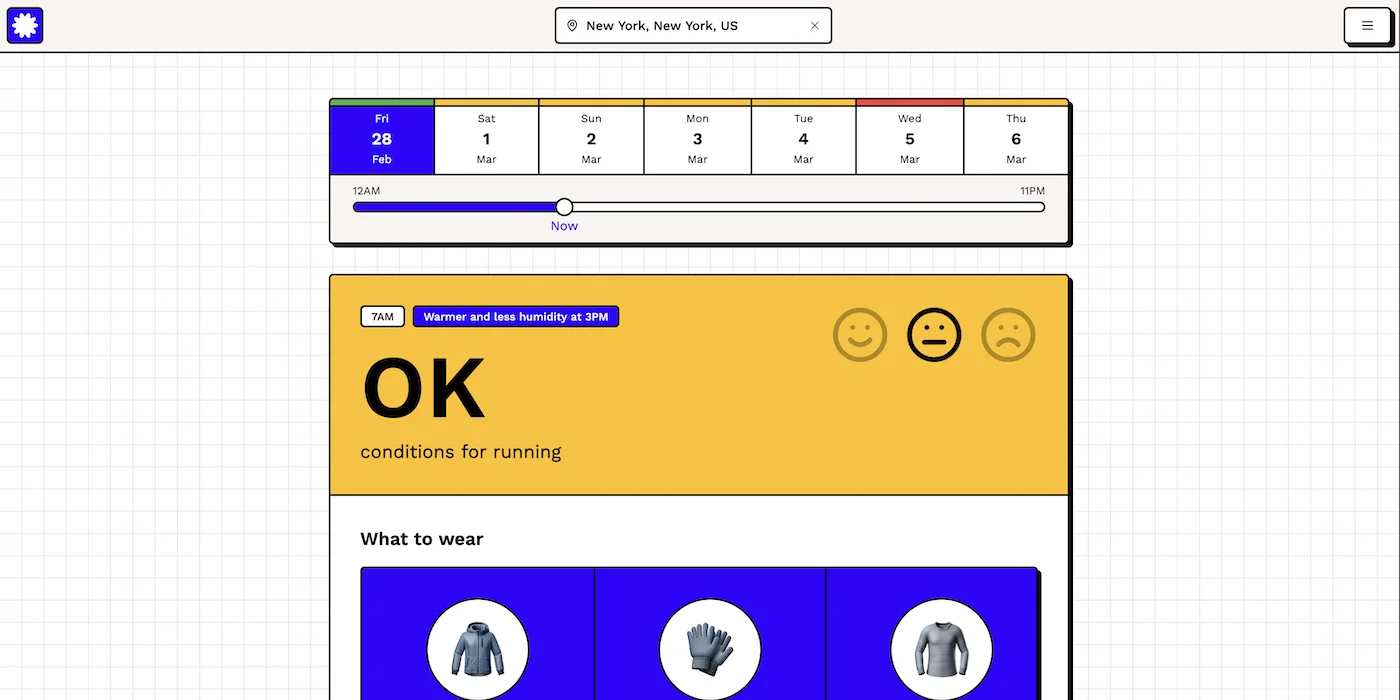 New York, New York, US
Fri
28
Feb
Sat
1
Mar
Sun
2
Mar
Mon
3
Mar
Tue
4
Mar
Wed
5
Mar
Thu
6
Mar
12AM
11PM
Now
7AM
Warmer and less humidity at 3PM
OK
conditions for running
What to wear